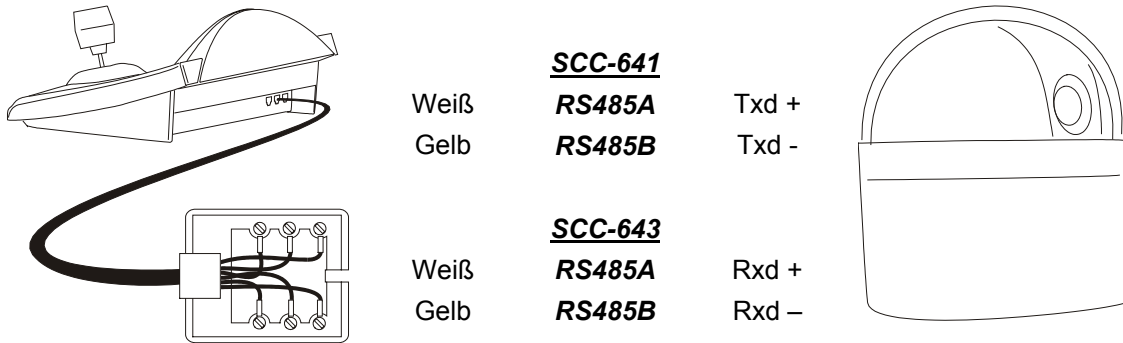 SCC-641
Weiß RS485A Txd +
Gelb RS485B Txd -
SCC-643
Weiß RS485A Rxd +
Gelb RS485B Rxd –